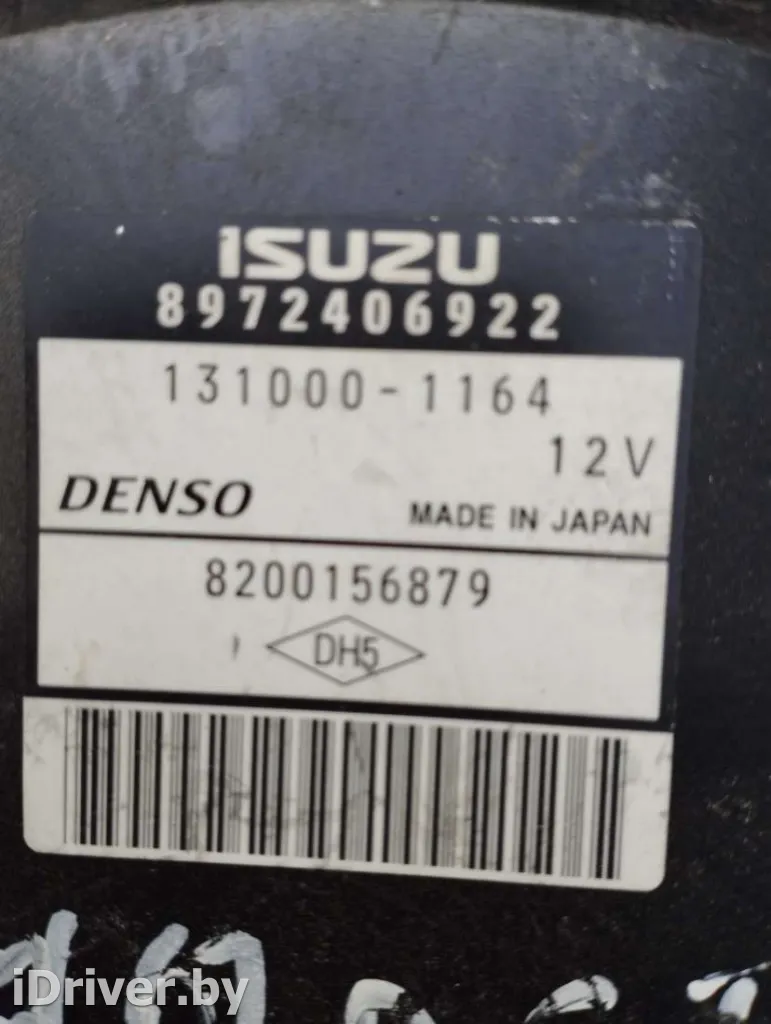 ISUZU
8972406922
131000-1164
12V
DENSO MADE IN JAPAN
8200156879
DH5
iDriver.by